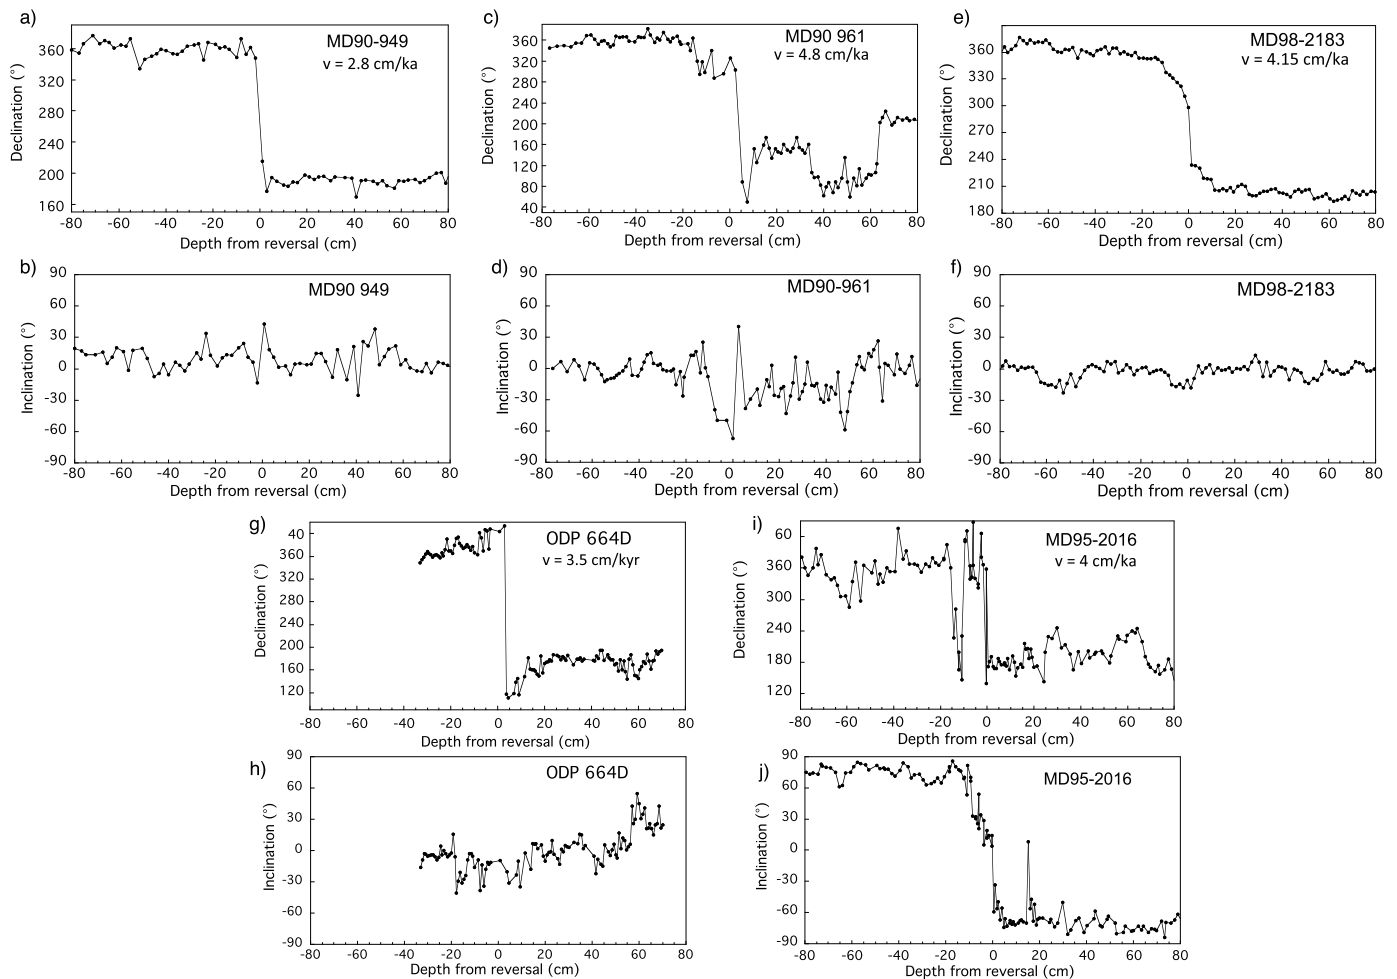 a)
MD90-949
v = 2.8 cm/ka
Declination (°)
360
320
280
240
200
160
-80 -60 -40 -20 0 20 40 60 80
Depth from reversal (cm)
c)
MD90 961
v = 4.8 cm/ka
Declination (°)
360
320
280
240
200
160
120
80
40
-80 -60 -40 -20 0 20 40 60 80
Depth from reversal (cm)
e)
MD98-2183
v = 4.15 cm/ka
Declination (°)
360
330
300
270
240
210
180
-80 -60 -40 -20 0 20 40 60 80
Depth from reversal (cm)
b)
MD90 949
Inclination (°)
90
60
30
0
-30
-60
-90
-80 -60 -40 -20 0 20 40 60 80
Depth from reversal (cm)
d)
MD90-961
Inclination (°)
90
60
30
0
-30
-60
-90
-80 -60 -40 -20 0 20 40 60 80
Depth from reversal (cm)
f)
MD98-2183
Inclination (°)
90
60
30
0
-30
-60
-90
-80 -60 -40 -20 0 20 40 60 80
Depth from reversal (cm)
g)
ODP 664D
v = 3.5 cm/kyr
Declination (°)
40
360
320
280
240
200
160
120
-80 -60 -40 -20 0 20 40 60 80
Depth from reversal (cm)
i)
MD95-2016
v = 4 cm/ka
Declination (°)
60
360
300
240
180
120
-80 -60 -40 -20 0 20 40 60 80
Depth from reversal (cm)
h)
ODP 664D
Inclination (°)
90
60
30
0
-30
-60
-90
-80 -60 -40 -20 0 20 40 60 80
Depth from reversal (cm)
j)
MD95-2016
Inclination (°)
90
60
30
0
-30
-60
-90
-80 -60 -40 -20 0 20 40 60 80
Depth from reversal (cm)